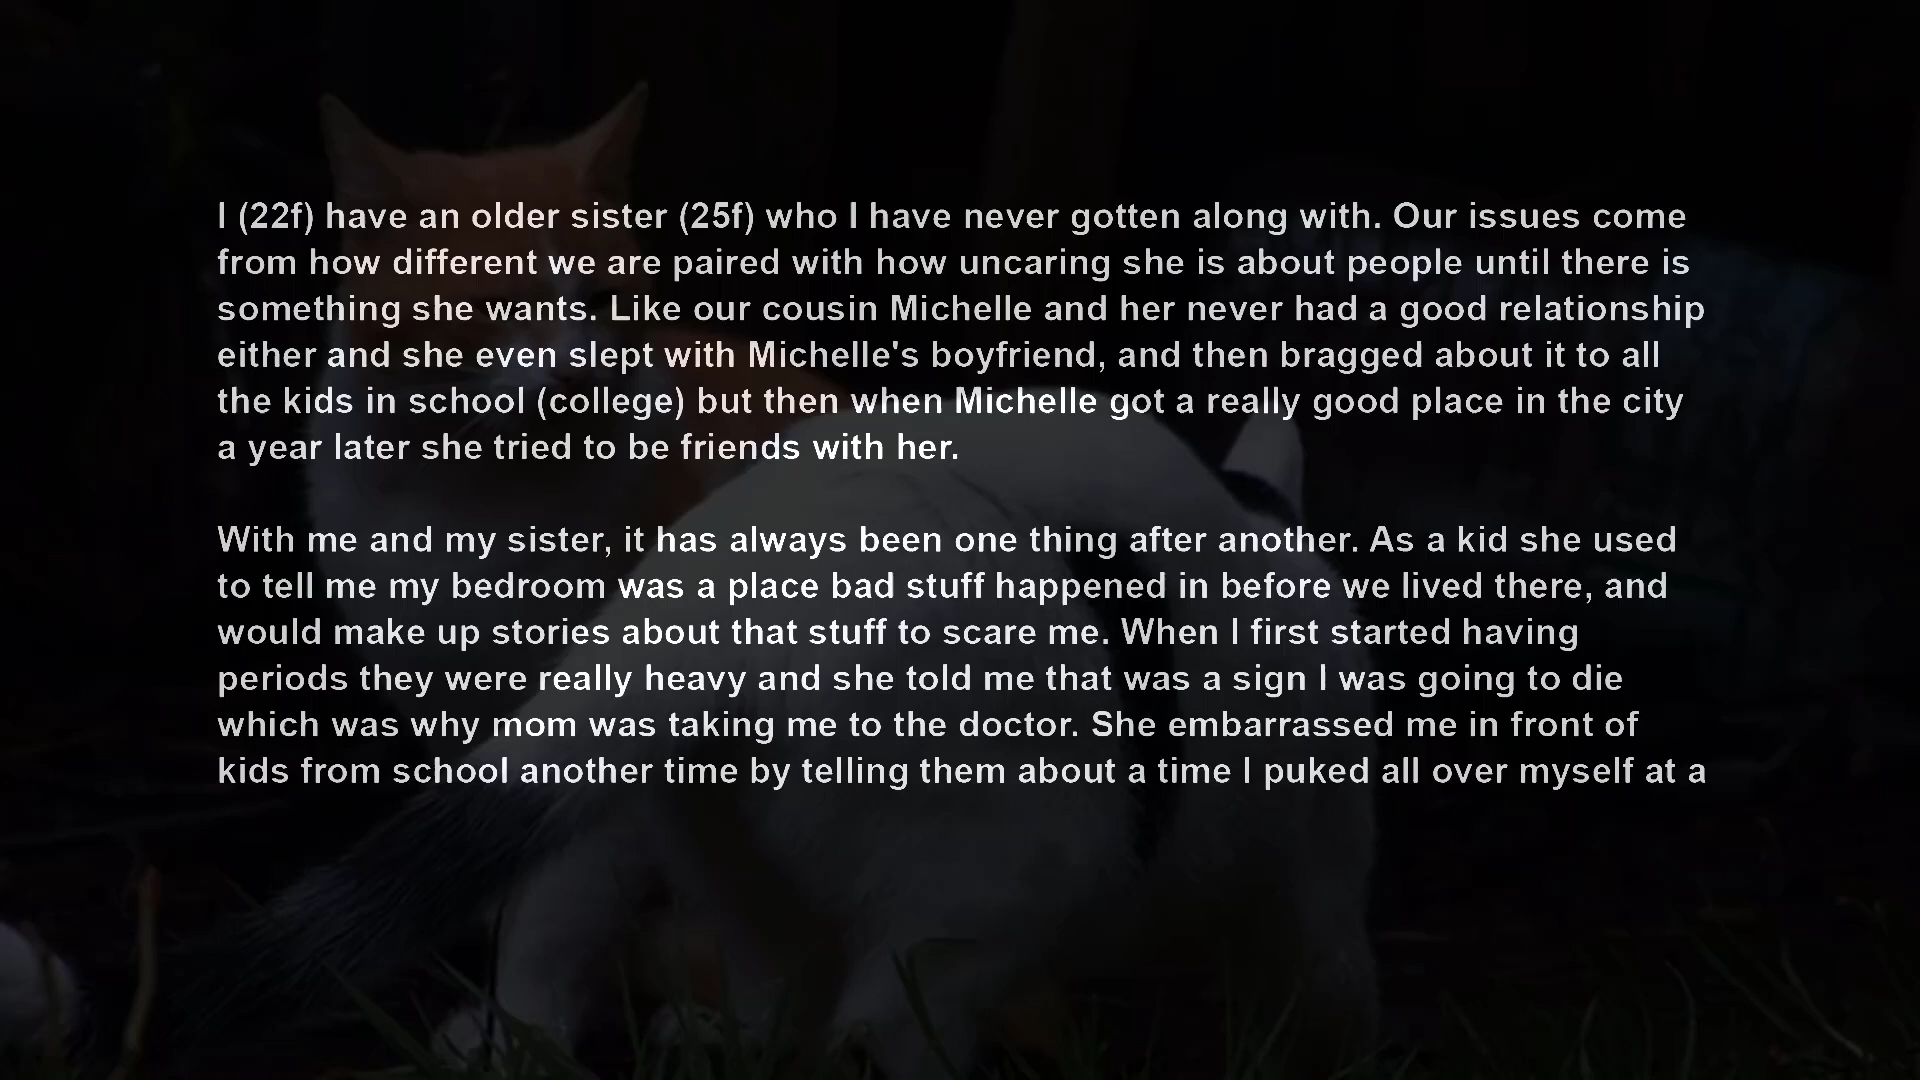 I (22f) have an older sister (25f) who I have never gotten along with. Our issues come
from how different we are paired with how uncaring she is about people until there is
something she wants. Like our cousin Michelle and her never had a good relationship
either and she even slept with Michelle's boyfriend, and then bragged about it to all
the kids in school (college) but then when Michelle got a really good place in the city
a year later she tried to be friends with her.
With me and my sister, it has always been one thing after another. As a kid she used
to tell me my bedroom was a place bad stuff happened in before we lived there, and
would make up stories about that stuff to scare me. When I first started having
periods they were really heavy and she told me that was a sign I was going to die
which was why mom was taking me to the doctor. She embarrassed me in front of
kids from school another time by telling them about a time I puked all over myself at a